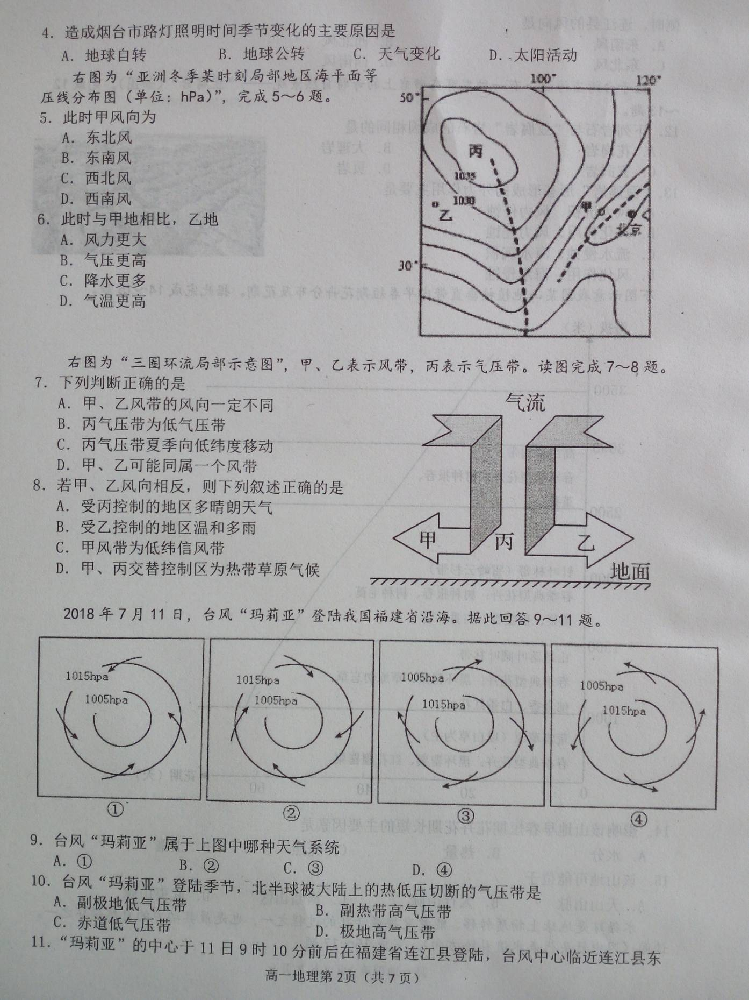 4. 造成烟台市路灯照明时间季节变化的主要原因是
A. 地球自转 B. 地球公转 C. 天气变化 D. 太阳活动
右图为“亚洲冬季某时刻局部地区海平面等
压线分布图（单位：hPa）”，完成5～6题。
5. 此时甲风向为
A. 东北风
B. 东南风
C. 西北风
D. 西南风
6. 此时与甲地相比，乙地
A. 风力更大
B. 气压更高
C. 降水更多
D. 气温更高
100° 120°
50°
丙
1035
1030
甲
乙
北京
30°
右图为“三圈环流局部示意图”，甲、乙表示风带，丙表示气压带。读图完成7～8题。
7. 下列判断正确的是
A. 甲、乙风带的风向一定不同
B. 丙气压带为低气压带
C. 丙气压带夏季向低纬度移动
D. 甲、乙可能同属一个风带
8. 若甲、乙风向相反，则下列叙述正确的是
A. 受丙控制的地区多晴朗天气
B. 受乙控制的地区温和多雨
C. 甲风带为低纬信风带
D. 甲、丙交替控制区为热带草原气候
气流
甲 丙 乙
地面
2018年7月11日，台风“玛莉亚”登陆我国福建省沿海。据此回答9～11题。
1015hpa 1015hpa 1005hpa 1005hpa
1005hpa 1005hpa 1015hpa 1015hpa
① ② ③ ④
9. 台风“玛莉亚”属于上图中哪种天气系统
A. ① B. ② C. ③ D. ④
10. 台风“玛莉亚”登陆季节，北半球被大陆上的热低压切断的气压带是
A. 副极地低气压带 B. 副热带高气压带
C. 赤道低气压带 D. 极地高气压带
11. “玛莉亚”的中心于11日9时10分前后在福建省连江县登陆，台风中心临近连江县东
高一地理第2页（共7页）